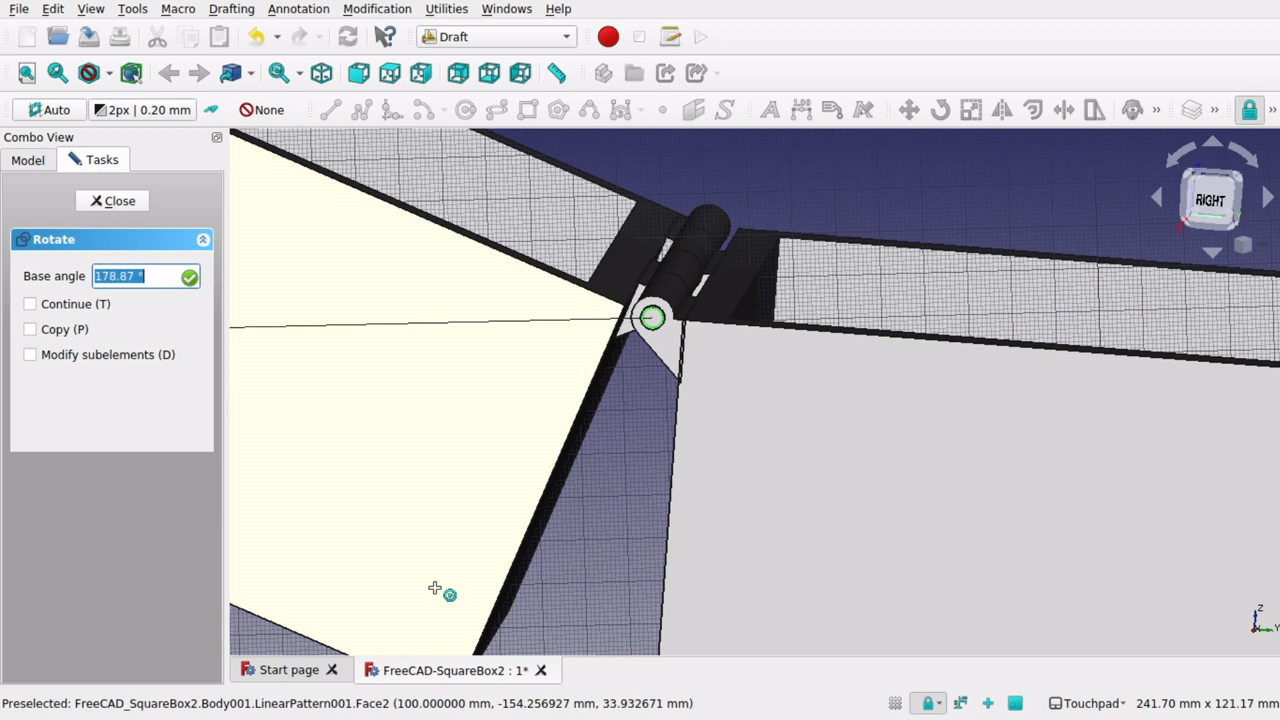 File Edit View Tools Macro Drafting Annotation Modification Utilities Windows Help
Draft
Auto 2px | 0.20 mm None
Combo View
Model Tasks
Close
Rotate
Base angle 178.87 °
Continue (T)
Copy (P)
Modify subelements (D)
RIGHT
Z
Y
Start page FreeCAD-SquareBox2 : 1*
Preselected: FreeCAD_SquareBox2.Body001.LinearPattern001.Face2 (100.000000 mm, -154.256927 mm, 33.932671 mm) Touchpad 241.70 mm x 121.17 mm